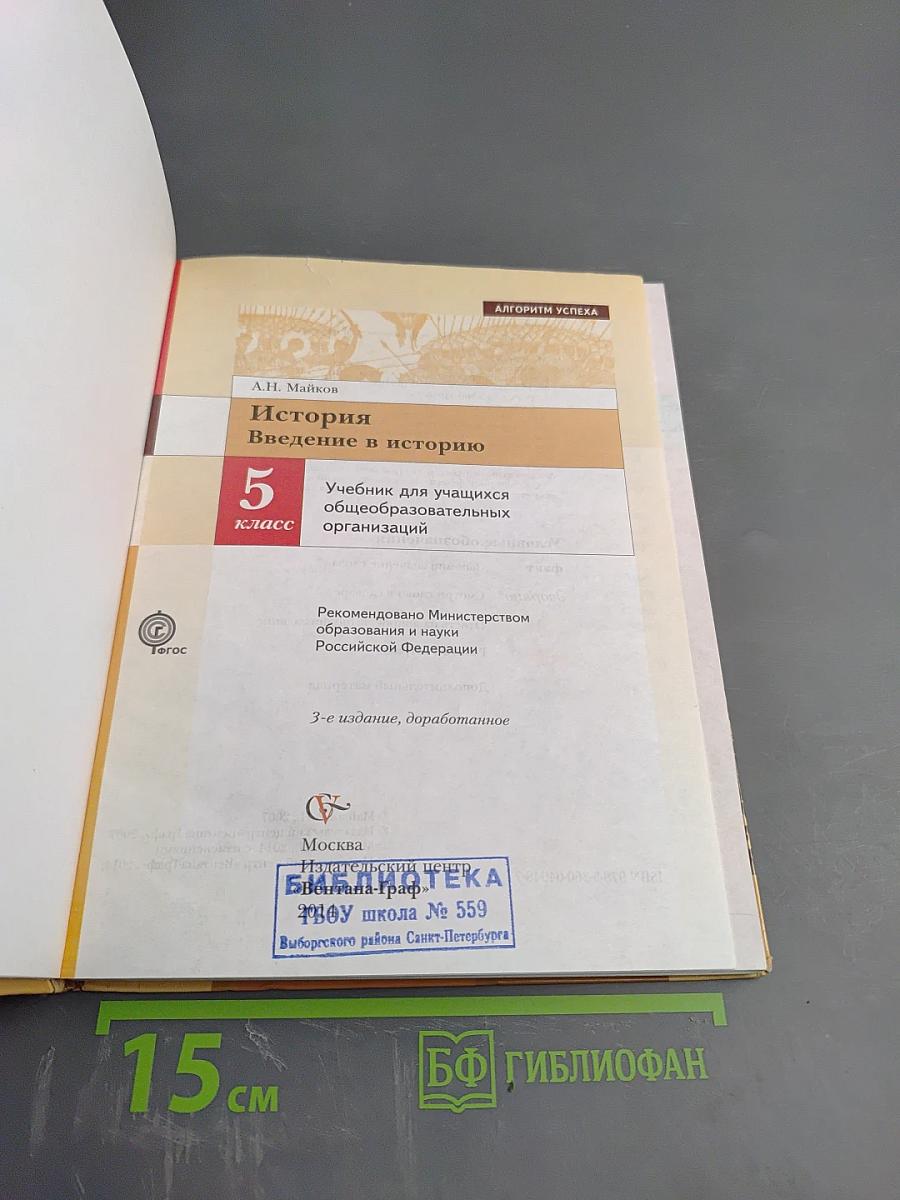 АЛГОРИТМ УСПЕХА
А.Н. Майков
История
Введение в историю
5
класс
Учебник для учащихся
общеобразовательных
организаций
Рекомендовано Министерством
образования и науки
Российской Федерации
ФГОС
3-е издание, доработанное
Москва
Издательский центр
«Вентана-Граф»
2014
БИБЛИОТЕКА
ГБОУ школа № 559
Выборгского района Санкт-Петербурга
15 см
БФ ГИБЛИОФАН